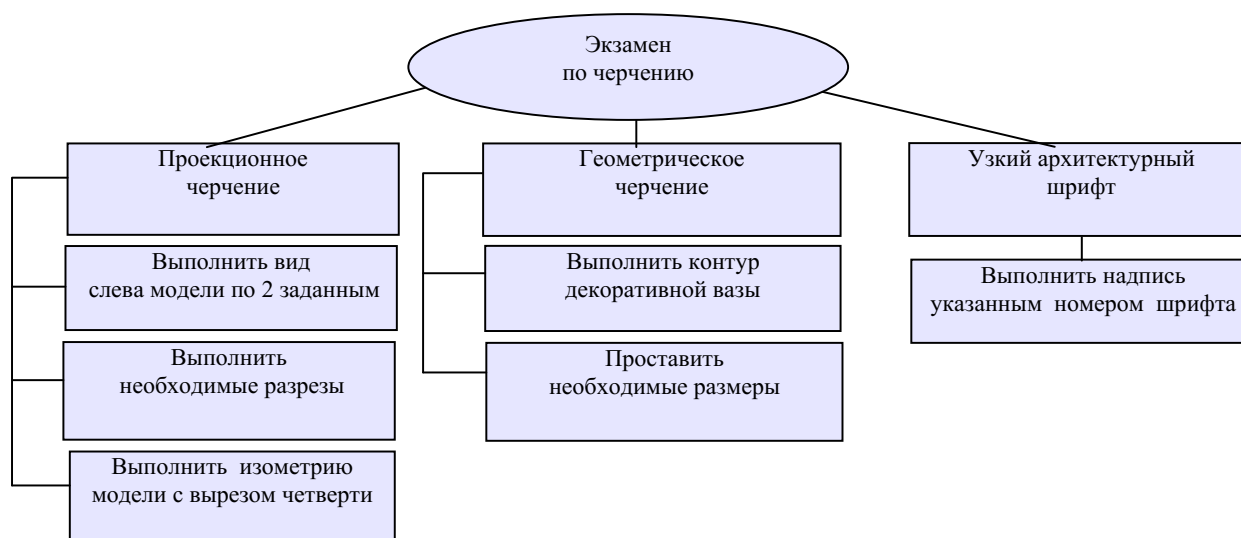 Экзамен
по черчению
Проекционное
черчение
Выполнить вид
слева модели по 2 заданным
Выполнить
необходимые разрезы
Выполнить изометрию
модели с вырезом четверти
Геометрическое
черчение
Выполнить контур
декоративной вазы
Проставить
необходимые размеры
Узкий архитектурный
шрифт
Выполнить надпись
указанным номером шрифта